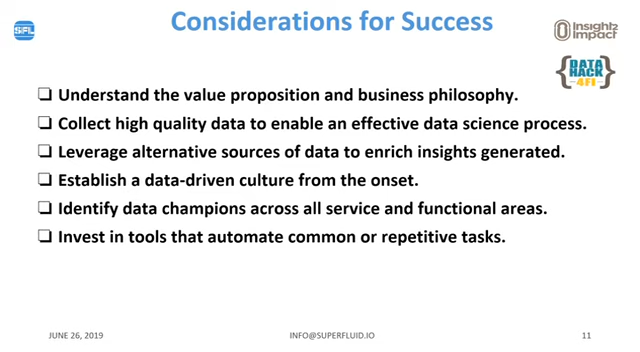 Considerations for Success
SFL
Insights2
Impact
{DATA
HACK
4FI}
❏ Understand the value proposition and business philosophy.
❏ Collect high quality data to enable an effective data science process.
❏ Leverage alternative sources of data to enrich insights generated.
❏ Establish a data-driven culture from the onset.
❏ Identify data champions across all service and functional areas.
❏ Invest in tools that automate common or repetitive tasks.
JUNE 26, 2019
INFO@SUPERFLUID.IO
11